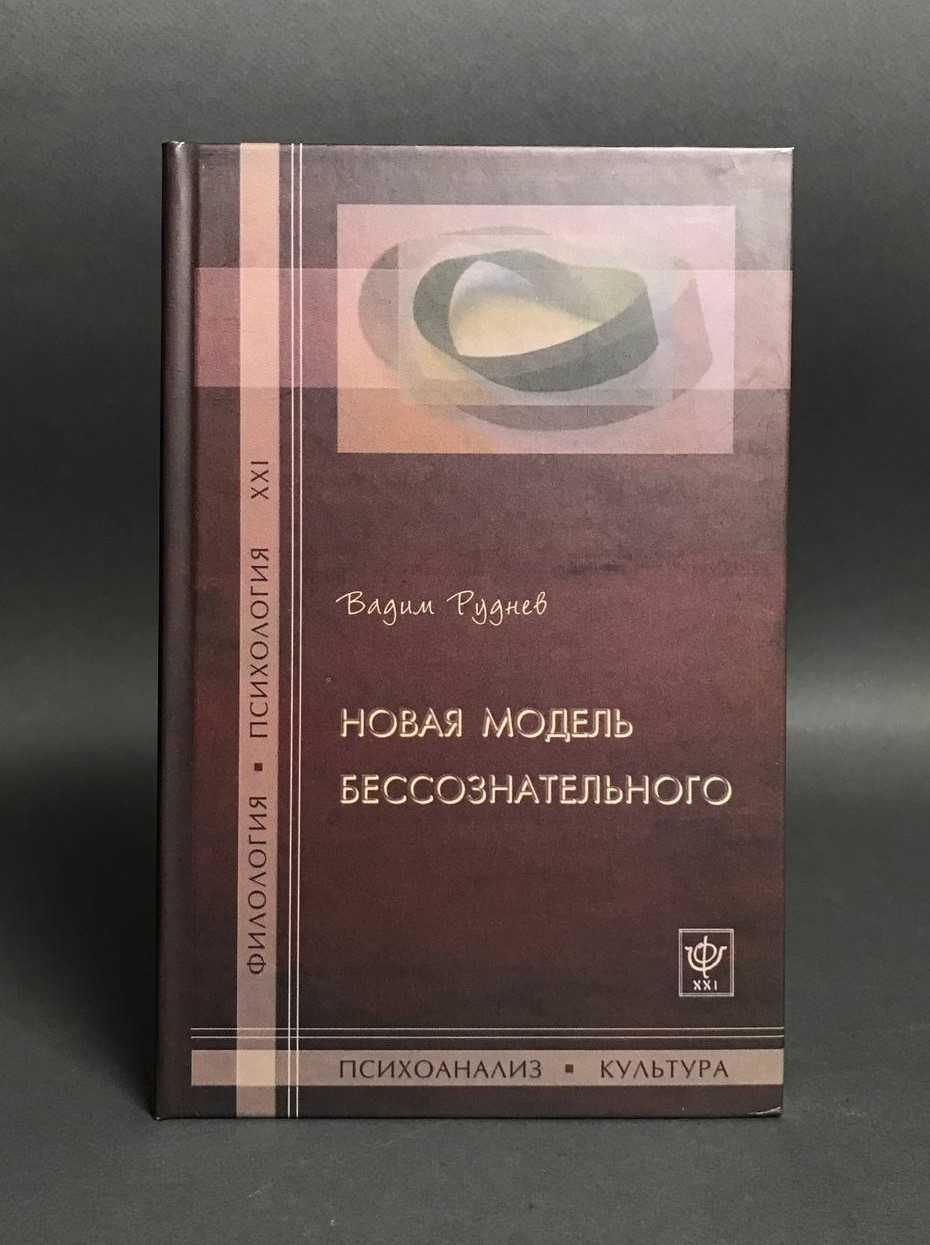 Вадим Руднев
НОВАЯ МОДЕЛЬ
БЕССОЗНАТЕЛЬНОГО
ФИЛОЛОГИЯ ▪ ПСИХОЛОГИЯ XXI
XXI
ПСИХОАНАЛИЗ ▪ КУЛЬТУРА